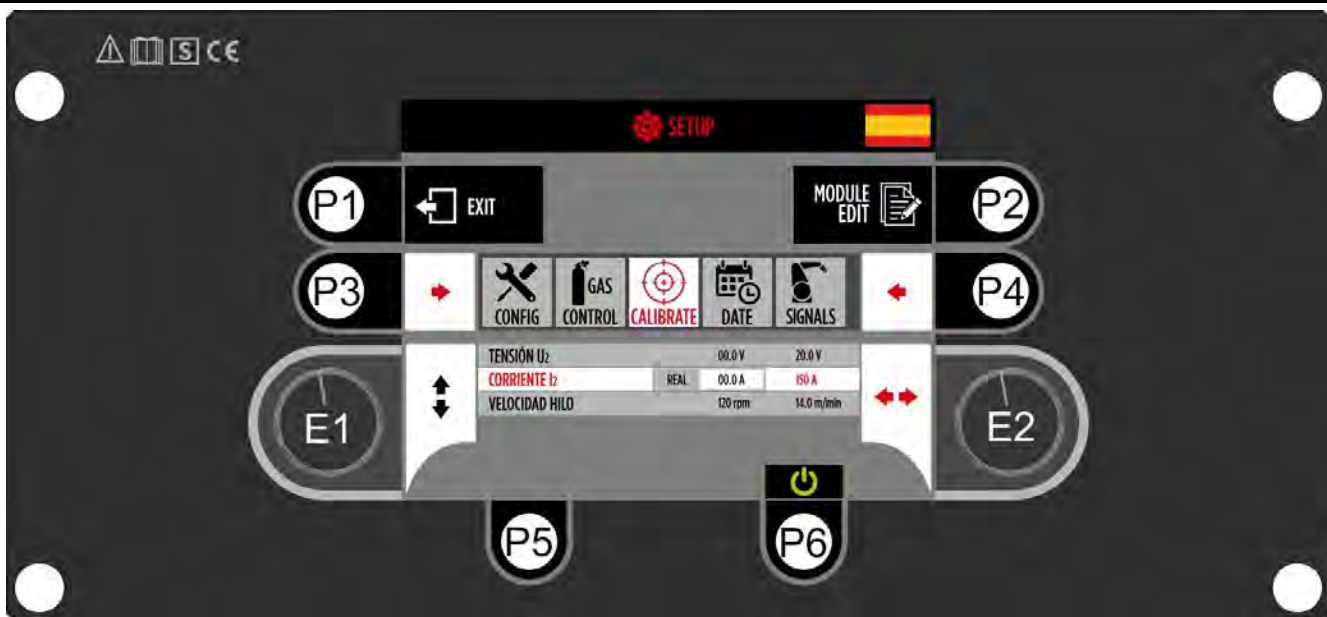 S CE
SETUP
P1
EXIT
MODULE
EDIT
P2
P3
CONFIG
GAS
CONTROL
CALIBRATE
DATE
SIGNALS
P4
TENSIÓN U2 00.0 V 20.0 V
CORRIENTE I2 REAL 00.0 A 150 A
VELOCIDAD HILO 120 rpm 14.0 m/min
E1
E2
P5
P6